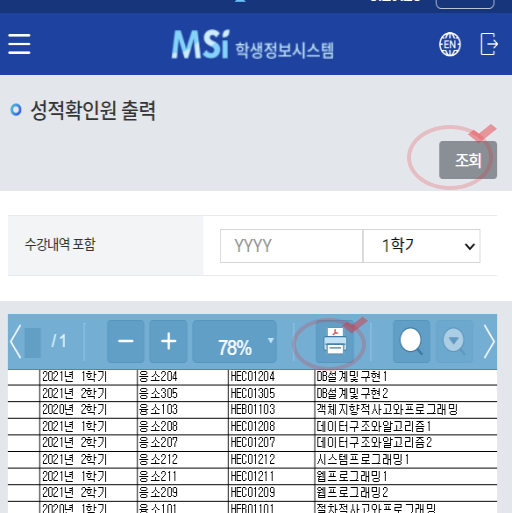 MSi 학생정보시스템
EN
성적확인원 출력
조회
수강내역 포함 YYYY 1학기
/ 1 78%
2021년 1학기 응소204 HEC01204 DB설계및구현1
2021년 2학기 응소305 HEC01305 DB설계및구현2
2020년 2학기 응소103 HEB01103 객체지향적사고와프로그래밍
2021년 1학기 응소208 HEC01208 데이터구조와알고리즘1
2021년 2학기 응소207 HEC01207 데이터구조와알고리즘2
2021년 2학기 응소212 HEC01212 시스템프로그래밍1
2021년 1학기 응소211 HEC01211 웹프로그래밍1
2021년 2학기 응소209 HEC01209 웹프로그래밍2
2020년 1학기 응소101 HEB01101 절차적사고와프로그래밍